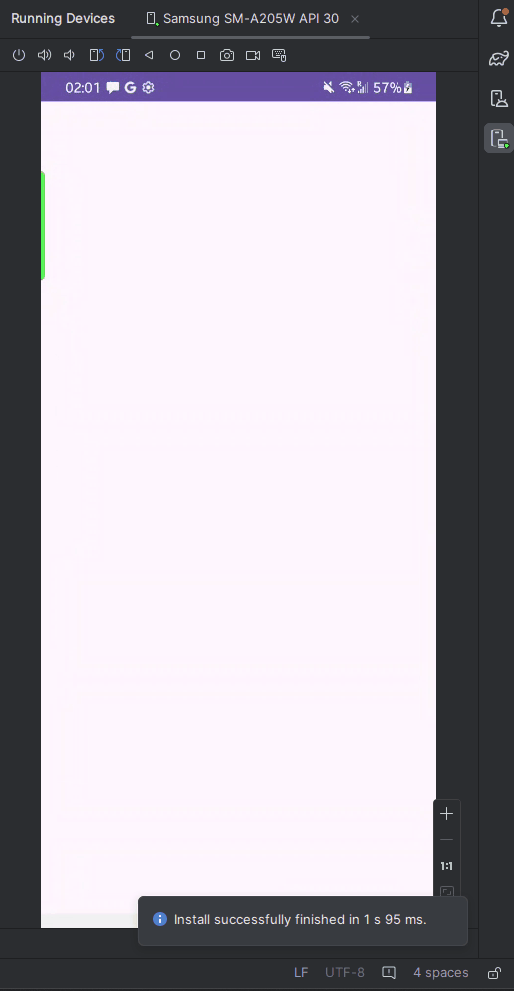 Running Devices
Samsung SM-A205W API 30
02:01
57%
1:1
Install successfully finished in 1 s 95 ms.
LF UTF-8 4 spaces